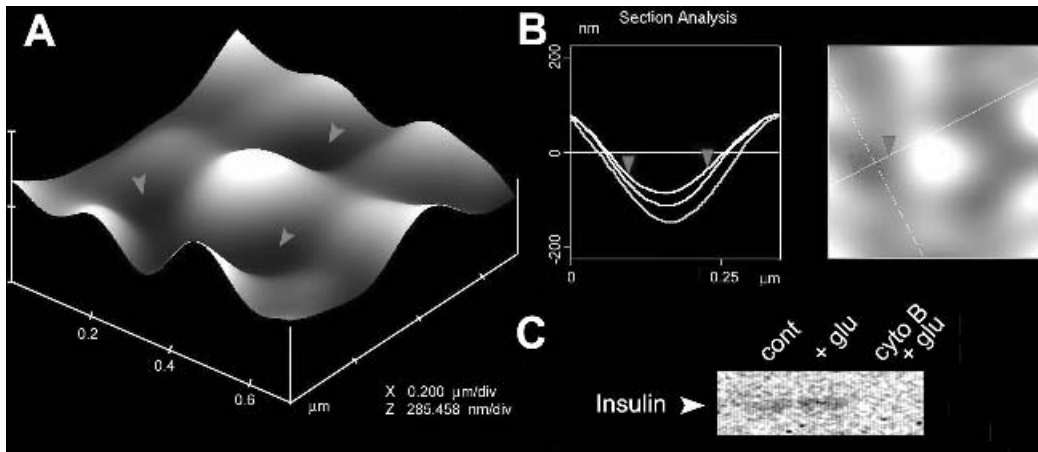 A
0.2
0.4
0.6
μm
X 0.200 μm/div
Z 285.458 nm/div
B
Section Analysis
nm
200
0
-200
0
0.25
μm
C
cont
+ glu
cyto B
+ glu
Insulin